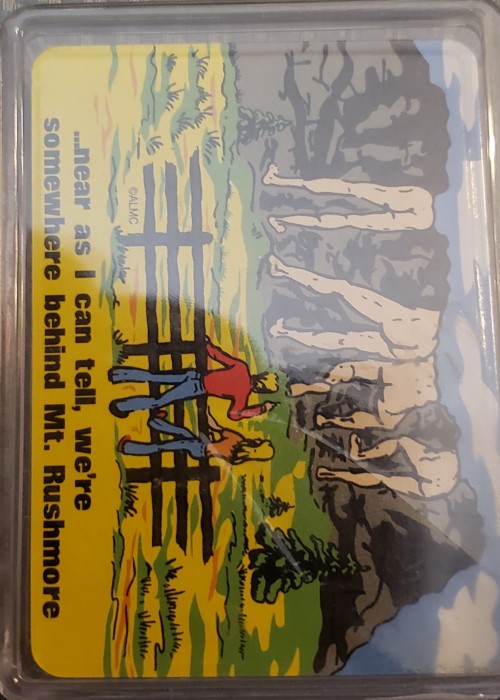 ©ALMC
...near as I can tell, we're
somewhere behind Mt. Rushmore